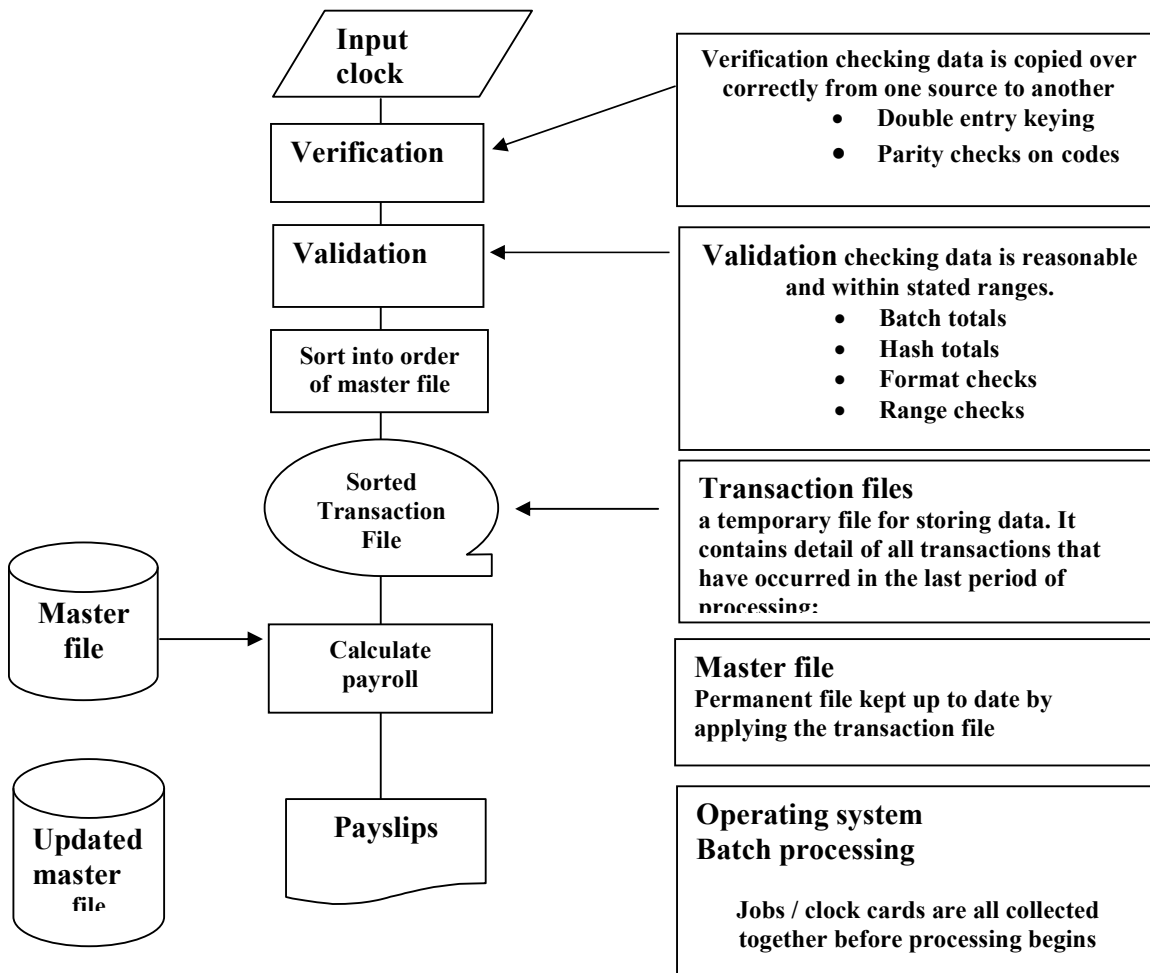 Input
clock
Verification
Validation
Sort into order
of master file
Sorted
Transaction
File
Master
file
Calculate
payroll
Updated
master
file
Payslips
Verification checking data is copied over
correctly from one source to another
• Double entry keying
• Parity checks on codes
Validation checking data is reasonable
and within stated ranges.
• Batch totals
• Hash totals
• Format checks
• Range checks
Transaction files
a temporary file for storing data. It
contains detail of all transactions that
have occurred in the last period of
processing:
Master file
Permanent file kept up to date by
applying the transaction file
Operating system
Batch processing
Jobs / clock cards are all collected
together before processing begins